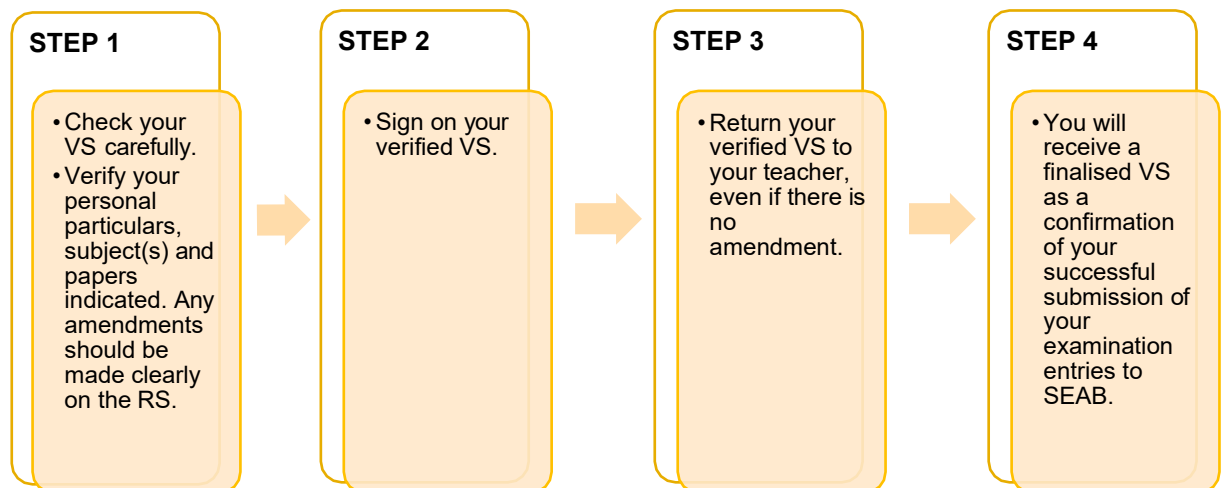 STEP 1
• Check your
VS carefully.
• Verify your
personal
particulars,
subject(s) and
papers
indicated. Any
amendments
should be
made clearly
on the RS.
STEP 2
• Sign on your
verified VS.
STEP 3
• Return your
verified VS to
your teacher,
even if there is
no
amendment.
STEP 4
• You will
receive a
finalised VS
as a
confirmation
of your
successful
submission of
your
examination
entries to
SEAB.